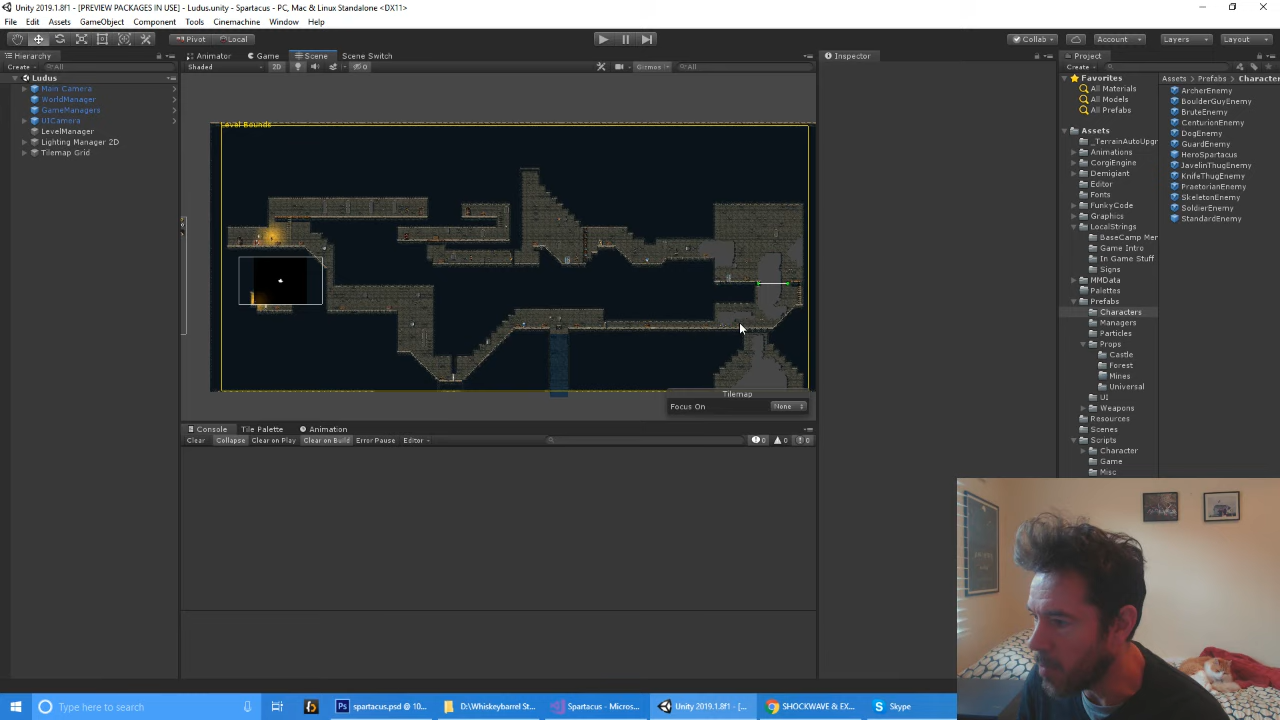 Unity 2019.1.8f1 - [PREVIEW PACKAGES IN USE] - Ludus.unity - Spartacus - PC, Mac & Linux Standalone <DX11>
File Edit Assets GameObject Component Tools Cinemachine Window Help
Pivot Local Collab Account Layers Layout
Hierarchy Animator Game Scene Scene Switch Inspector Project
Create All Shaded 2D 0 Gizmos All Create
Ludus
Main Camera
WorldManager
GameManagers
UICamera
LevelManager
Lighting Manager 2D
Tilemap Grid
Level Bounds
Tilemap
Focus On None
Console Tile Palette Animation
Clear Collapse Clear on Play Clear on Build Error Pause Editor 0 0 0
Favorites
All Materials
All Models
All Prefabs
Assets
_TerrainAutoUpgr
Animations
CorgiEngine
Demigiant
Editor
Fonts
FunkyCode
Graphics
LocalStrings
BaseCamp Mer
Game Intro
In Game Stuff
Signs
MMData
Palettes
Prefabs
Characters
Managers
Particles
Props
Castle
Forest
Mines
Universal
UI
Weapons
Resources
Scenes
Scripts
Character
Game
Misc
Assets Prefabs Character
ArcherEnemy
BoulderGuyEnemy
BruteEnemy
CenturionEnemy
DogEnemy
GuardEnemy
HeroSpartacus
JavelinThugEnemy
KnifeThugEnemy
PraetorianEnemy
SkeletonEnemy
SoldierEnemy
StandardEnemy
Type here to search
spartacus.psd @ 10...
D:\Whiskeybarrel St...
Spartacus - Micros...
Unity 2019.1.8f1 - [...
SHOCKWAVE & EX...
Skype